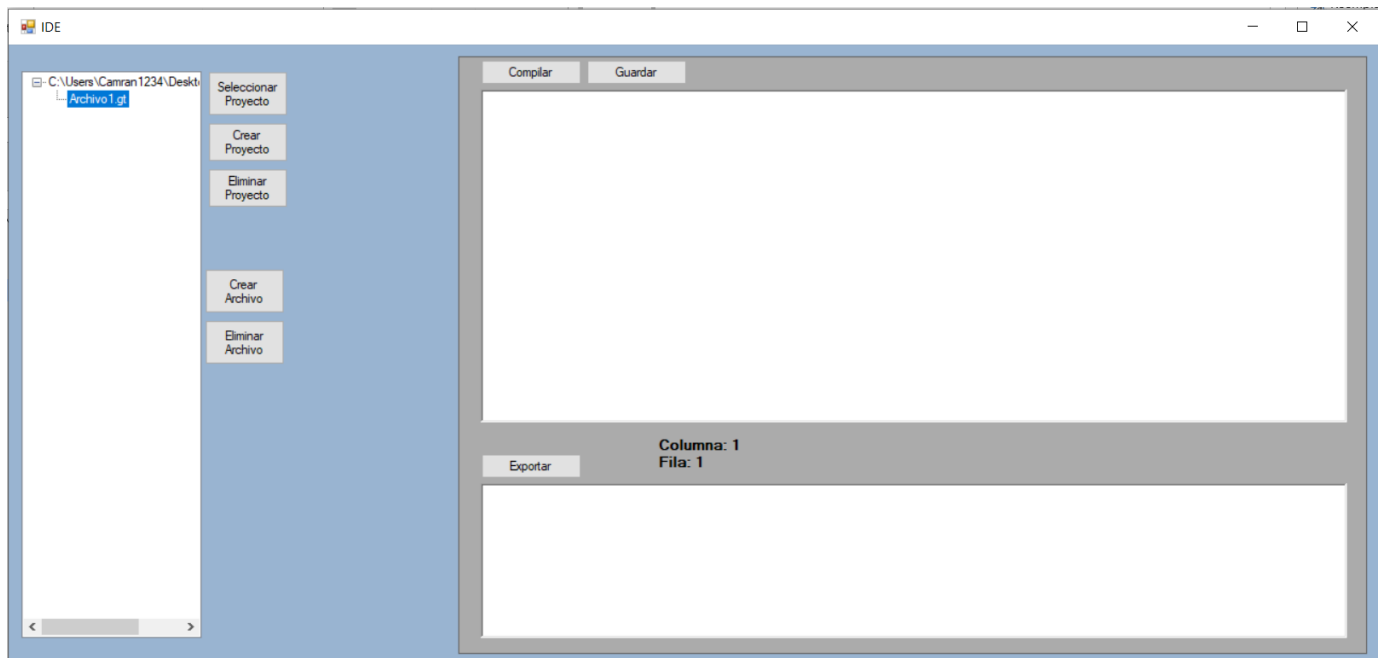 IDE
C:\Users\Camran1234\Deskt
Archivo1.gt
Seleccionar
Proyecto
Crear
Proyecto
Eliminar
Proyecto
Crear
Archivo
Eliminar
Archivo
Compilar
Guardar
Columna: 1
Fila: 1
Exportar